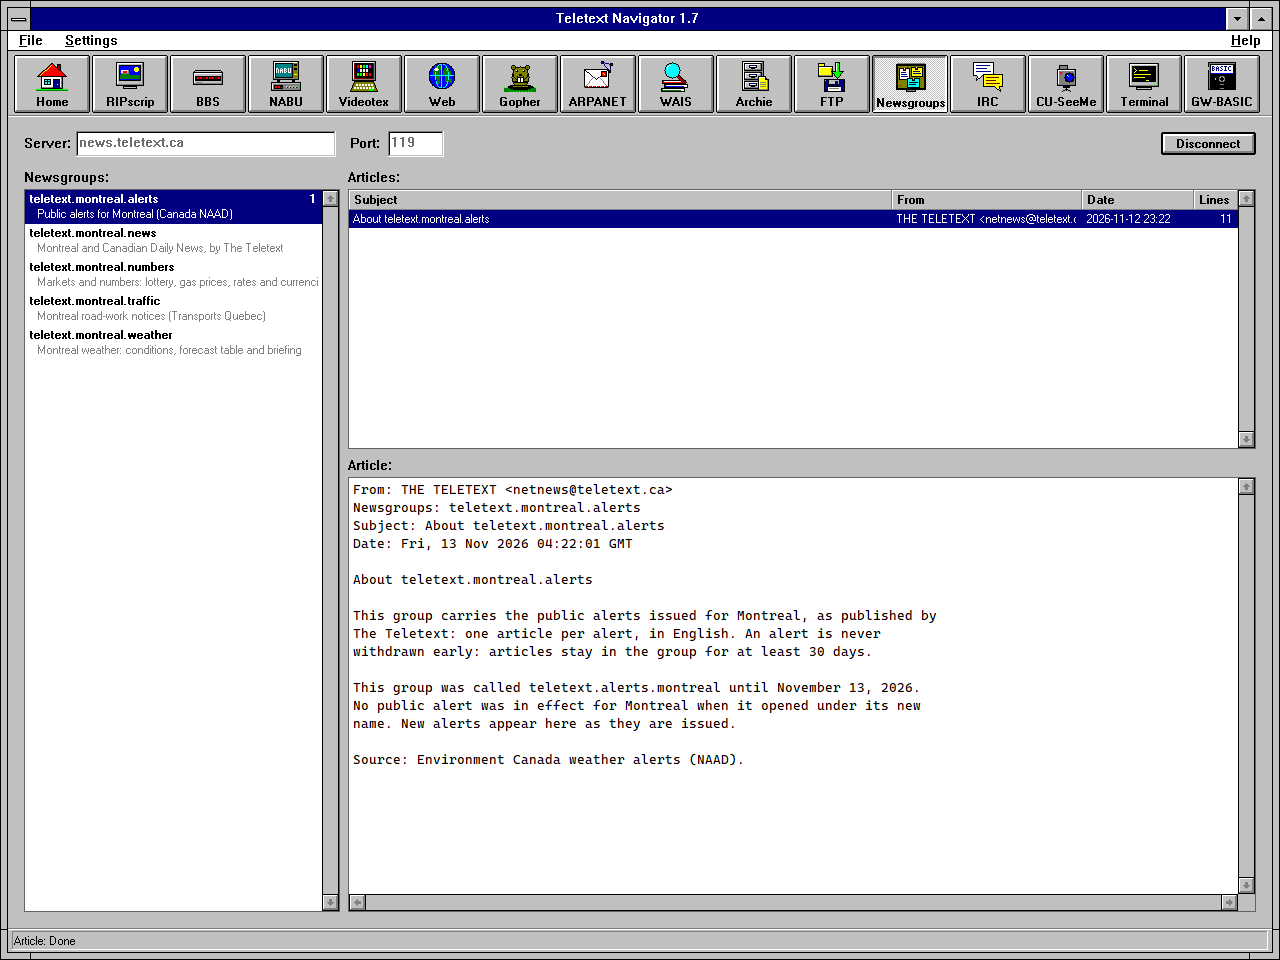 Teletext Navigator 1.7
File Settings Help
Home RIPscrip BBS NABU Videotex Web Gopher ARPANET WAIS Archie FTP Newsgroups IRC CU-SeeMe Terminal GW-BASIC
Server: news.teletext.ca Port: 119 Disconnect
Newsgroups:
teletext.montreal.alerts 1
Public alerts for Montreal (Canada NAAD)
teletext.montreal.news
Montreal and Canadian Daily News, by The Teletext
teletext.montreal.numbers
Markets and numbers: lottery, gas prices, rates and currenci
teletext.montreal.traffic
Montreal road-work notices (Transports Quebec)
teletext.montreal.weather
Montreal weather: conditions, forecast table and briefing
Articles:
Subject From Date Lines
About teletext.montreal.alerts THE TELETEXT <netnews@teletext.c 2026-11-12 23:22 11
Article:
From: THE TELETEXT <netnews@teletext.ca>
Newsgroups: teletext.montreal.alerts
Subject: About teletext.montreal.alerts
Date: Fri, 13 Nov 2026 04:22:01 GMT
About teletext.montreal.alerts
This group carries the public alerts issued for Montreal, as published by
The Teletext: one article per alert, in English. An alert is never
withdrawn early: articles stay in the group for at least 30 days.
This group was called teletext.alerts.montreal until November 13, 2026.
No public alert was in effect for Montreal when it opened under its new
name. New alerts appear here as they are issued.
Source: Environment Canada weather alerts (NAAD).
Article: Done